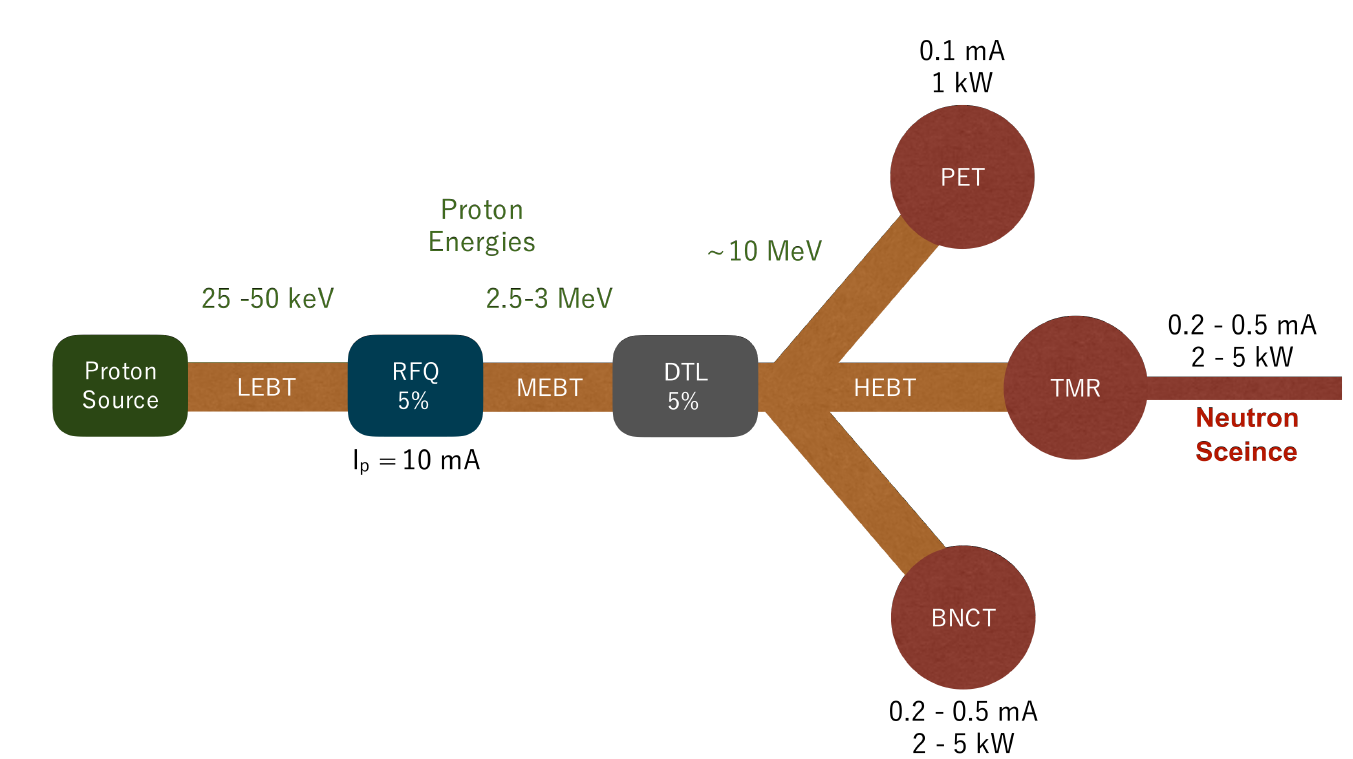 0.1 mA
1 kW
PET
Proton
Energies
~10 MeV
25 -50 keV
2.5-3 MeV
0.2 - 0.5 mA
2 - 5 kW
Proton
Source
LEBT
RFQ
5%
MEBT
DTL
5%
HEBT
TMR
Neutron
Sceince
Iₚ = 10 mA
BNCT
0.2 - 0.5 mA
2 - 5 kW